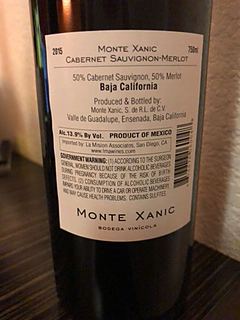 2015 MONTE XANIC 750ml
CABERNET SAUVIGNON-MERLOT
50% Cabernet Sauvignon, 50% Merlot
Baja California
Produced & Bottled by:
Monte Xanic, S. de R.L. de C.V.
Valle de Guadalupe, Ensenada, Baja California
Alc.13.9% By Vol. PRODUCT OF MEXICO
Imported by: La Mision Associates, San Diego, CA
www.lmawines.com
GOVERNMENT WARNING: (1) ACCORDING TO THE SURGEON
GENERAL, WOMEN SHOULD NOT DRINK ALCOHOLIC BEVERAGES
DURING PREGNANCY BECAUSE OF THE RISK OF BIRTH
DEFECTS. (2) CONSUMPTION OF ALCOHOLIC BEVERAGES
IMPAIRS YOUR ABILITY TO DRIVE A CAR OR OPERATE MACHINERY,
AND MAY CAUSE HEALTH PROBLEMS. CONTAINS SULFITES.
MONTE XANIC
BODEGA VINÍCOLA